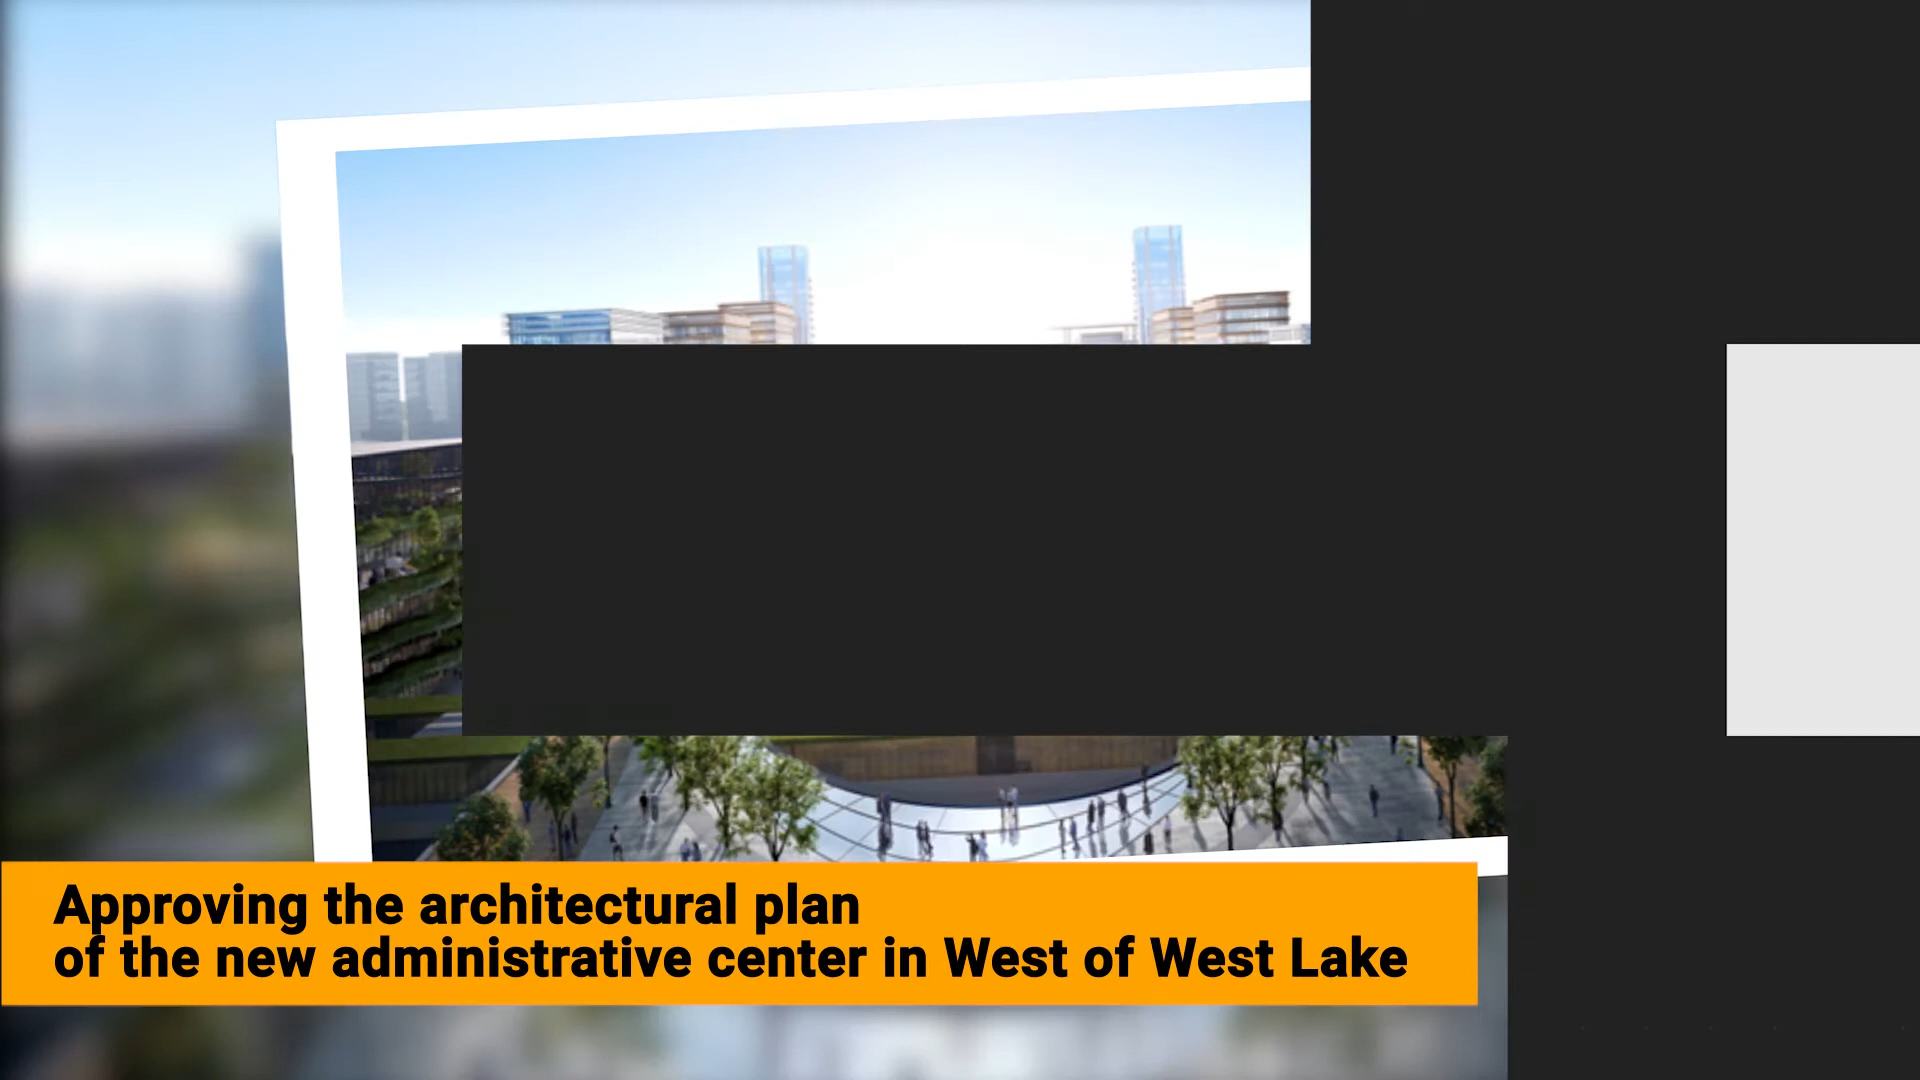 Approving the architectural plan
of the new administrative center in West of West Lake